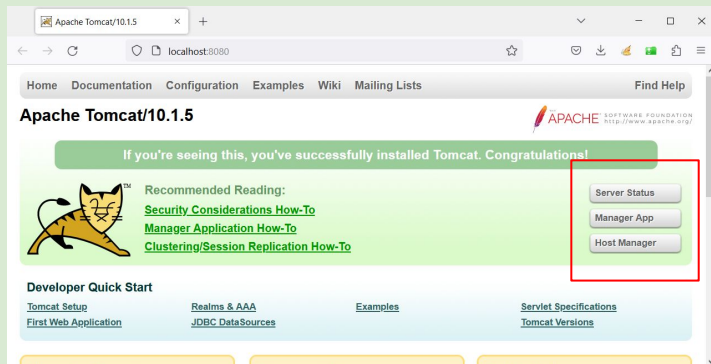 Apache Tomcat/10.1.5
localhost:8080
Home Documentation Configuration Examples Wiki Mailing Lists Find Help
Apache Tomcat/10.1.5
APACHE SOFTWARE FOUNDATION
http://www.apache.org/
If you're seeing this, you've successfully installed Tomcat. Congratulations!
TM
Recommended Reading:
Security Considerations How-To
Manager Application How-To
Clustering/Session Replication How-To
Server Status
Manager App
Host Manager
Developer Quick Start
Tomcat Setup Realms & AAA Examples Servlet Specifications
First Web Application JDBC DataSources Tomcat Versions